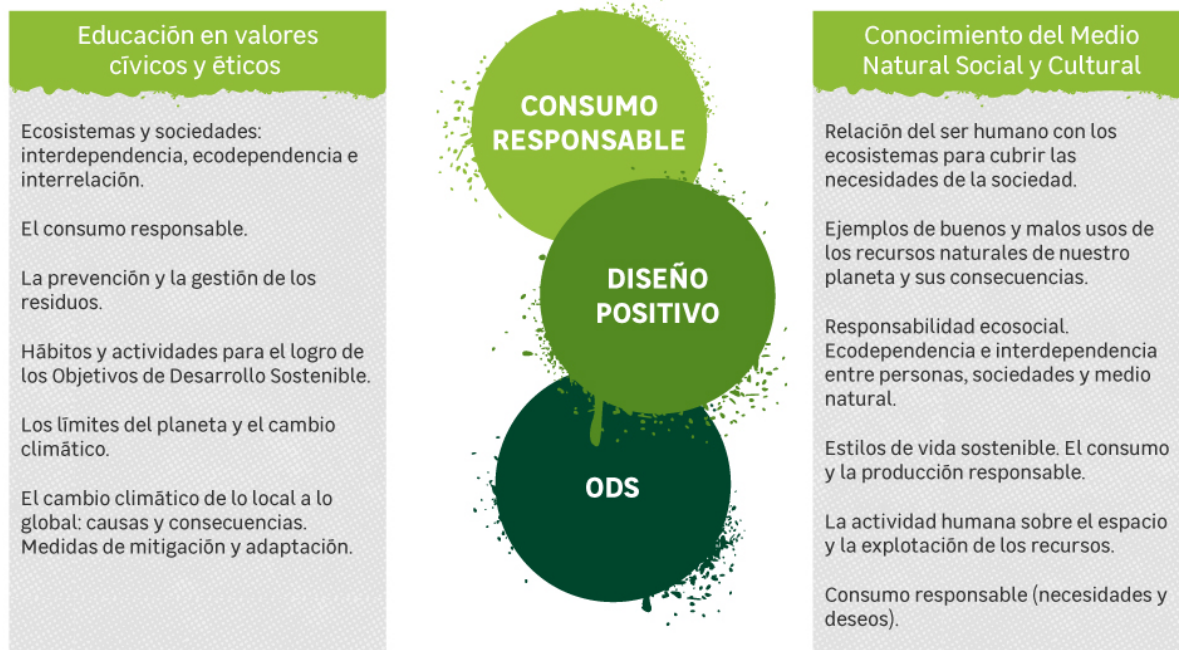 Educación en valores
cívicos y éticos
Ecosistemas y sociedades:
interdependencia, ecodependencia e
interrelación.
El consumo responsable.
La prevención y la gestión de los
residuos.
Hábitos y actividades para el logro de
los Objetivos de Desarrollo Sostenible.
Los límites del planeta y el cambio
climático.
El cambio climático de lo local a lo
global: causas y consecuencias.
Medidas de mitigación y adaptación.
CONSUMO
RESPONSABLE
DISEÑO
POSITIVO
ODS
Conocimiento del Medio
Natural Social y Cultural
Relación del ser humano con los
ecosistemas para cubrir las
necesidades de la sociedad.
Ejemplos de buenos y malos usos de
los recursos naturales de nuestro
planeta y sus consecuencias.
Responsabilidad ecosocial.
Ecodependencia e interdependencia
entre personas, sociedades y medio
natural.
Estilos de vida sostenible. El consumo
y la producción responsable.
La actividad humana sobre el espacio
y la explotación de los recursos.
Consumo responsable (necesidades y
deseos).